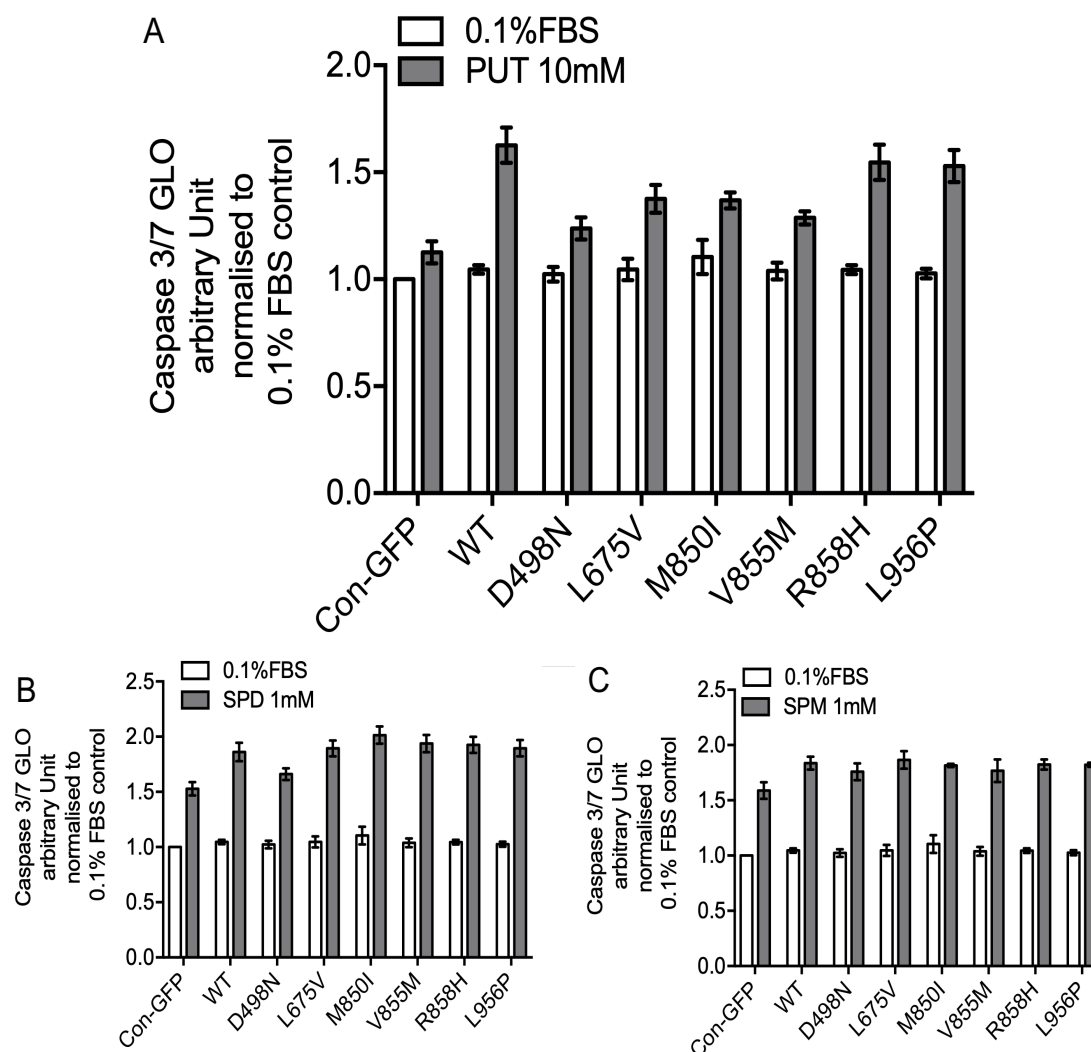 A
0.1%FBS
PUT 10mM
Caspase 3/7 GLO
arbitrary Unit
normalised to
0.1% FBS control
2.0
1.5
1.0
0.5
0.0
Con-GFP
WT
D498N
L675V
M850I
V855M
R858H
L956P
B
0.1%FBS
SPD 1mM
Caspase 3/7 GLO
arbitrary Unit
normalised to
0.1% FBS control
2.5
2.0
1.5
1.0
0.5
0.0
Con-GFP
WT
D498N
L675V
M850I
V855M
R858H
L956P
C
0.1%FBS
SPM 1mM
Caspase 3/7 GLO
arbitrary Unit
normalised to
0.1% FBS control
2.5
2.0
1.5
1.0
0.5
0.0
Con-GFP
WT
D498N
L675V
M850I
V855M
R858H
L956P